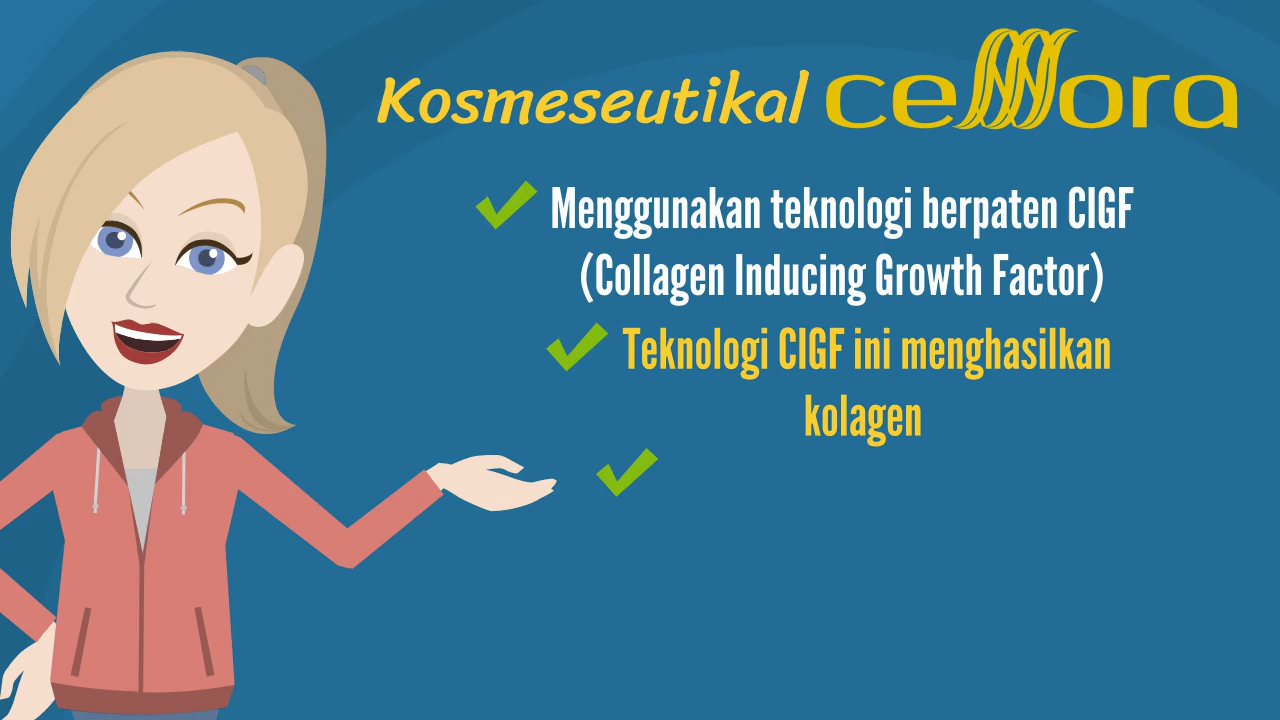 Kosmeseutikal cellora
Menggunakan teknologi berpaten CIGF
(Collagen Inducing Growth Factor)
Teknologi CIGF ini menghasilkan
kolagen